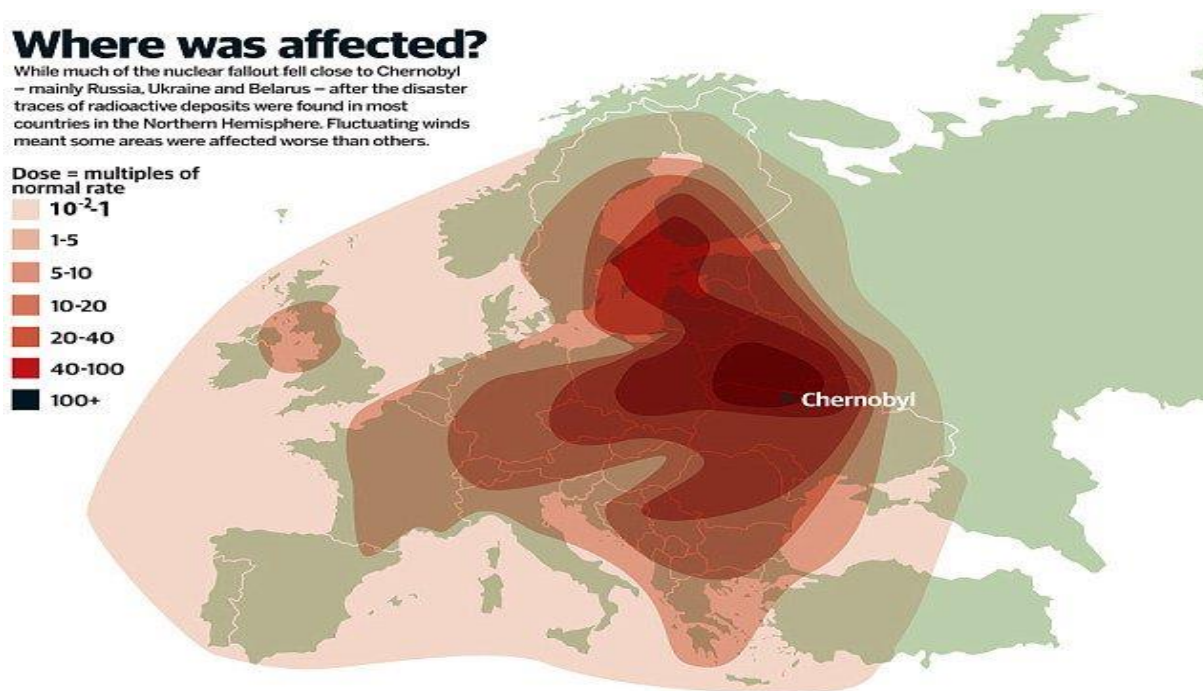 Where was affected?
While much of the nuclear fallout fell close to Chernobyl
– mainly Russia, Ukraine and Belarus – after the disaster
traces of radioactive deposits were found in most
countries in the Northern Hemisphere. Fluctuating winds
meant some areas were affected worse than others.
Dose = multiples of
normal rate
10⁻²-1
1-5
5-10
10-20
20-40
40-100
100+
Chernobyl